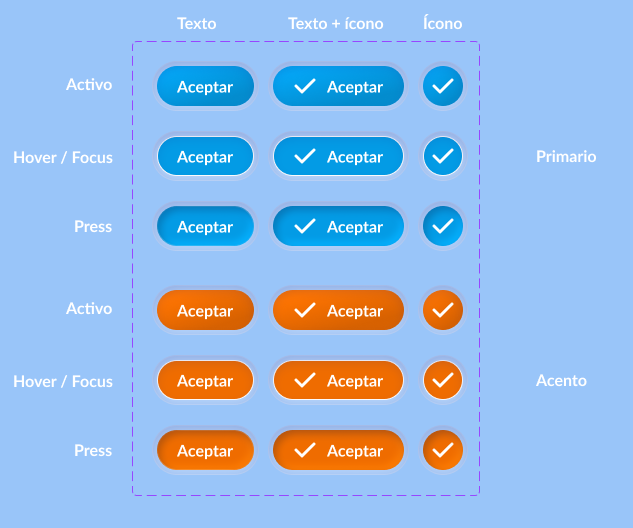 Texto Texto + ícono Ícono
Activo Aceptar Aceptar
Hover / Focus Aceptar Aceptar Primario
Press Aceptar Aceptar
Activo Aceptar Aceptar
Hover / Focus Aceptar Aceptar Acento
Press Aceptar Aceptar